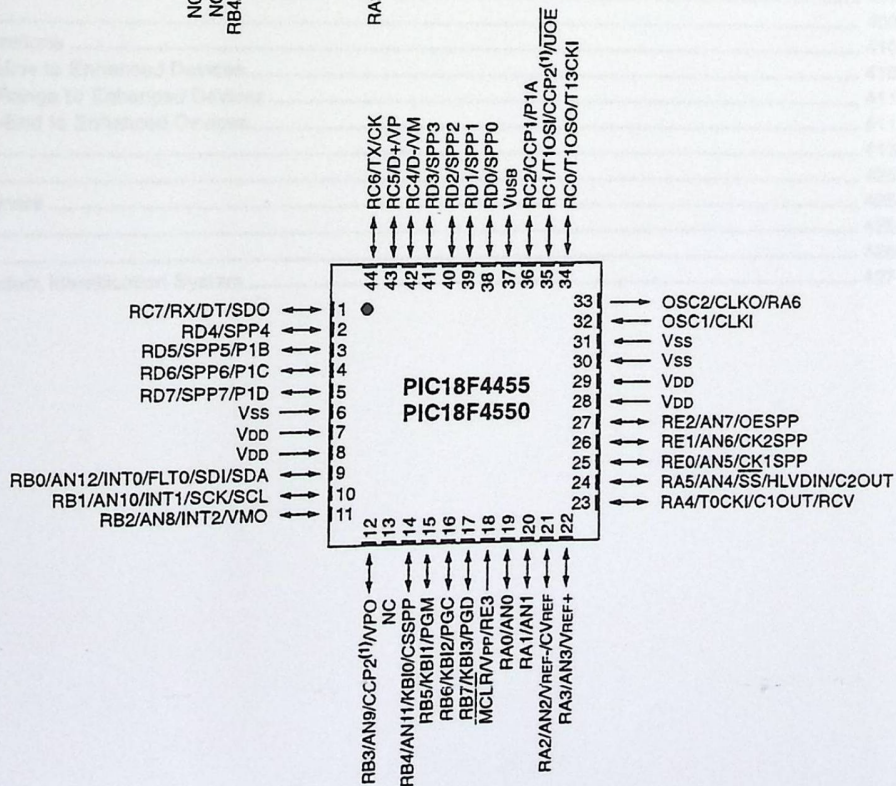 NC
NC
RB4
RA
RC6/TX/CK
RC5/D+/VP
RC4/D-/VM
RD3/SPP3
RD2/SPP2
RD1/SPP1
RD0/SPP0
VUSB
RC2/CCP1/P1A
RC1/T1OSI/CCP2(1)/UOE
RC0/T1OSO/T13CKI
44
43
42
41
40
39
38
37
36
35
34
RC7/RX/DT/SDO 1
RD4/SPP4 2
RD5/SPP5/P1B 3
RD6/SPP6/P1C 4
RD7/SPP7/P1D 5
VSS 6
VDD 7
VDD 8
RB0/AN12/INT0/FLT0/SDI/SDA 9
RB1/AN10/INT1/SCK/SCL 10
RB2/AN8/INT2/VMO 11
PIC18F4455
PIC18F4550
33 OSC2/CLKO/RA6
32 OSC1/CLKI
31 VSS
30 VSS
29 VDD
28 VDD
27 RE2/AN7/OESPP
26 RE1/AN6/CK2SPP
25 RE0/AN5/CK1SPP
24 RA5/AN4/SS/HLVDIN/C2OUT
23 RA4/T0CKI/C1OUT/RCV
12
13
14
15
16
17
18
19
20
21
22
RB3/AN9/CCP2(1)/VPO
NC
RB4/AN11/KBI0/CSSPP
RB5/KBI1/PGM
RB6/KBI2/PGC
RB7/KBI3/PGD
MCLR/VPP/RE3
RA0/AN0
RA1/AN1
RA2/AN2/VREF-/CVREF
RA3/AN3/VREF+